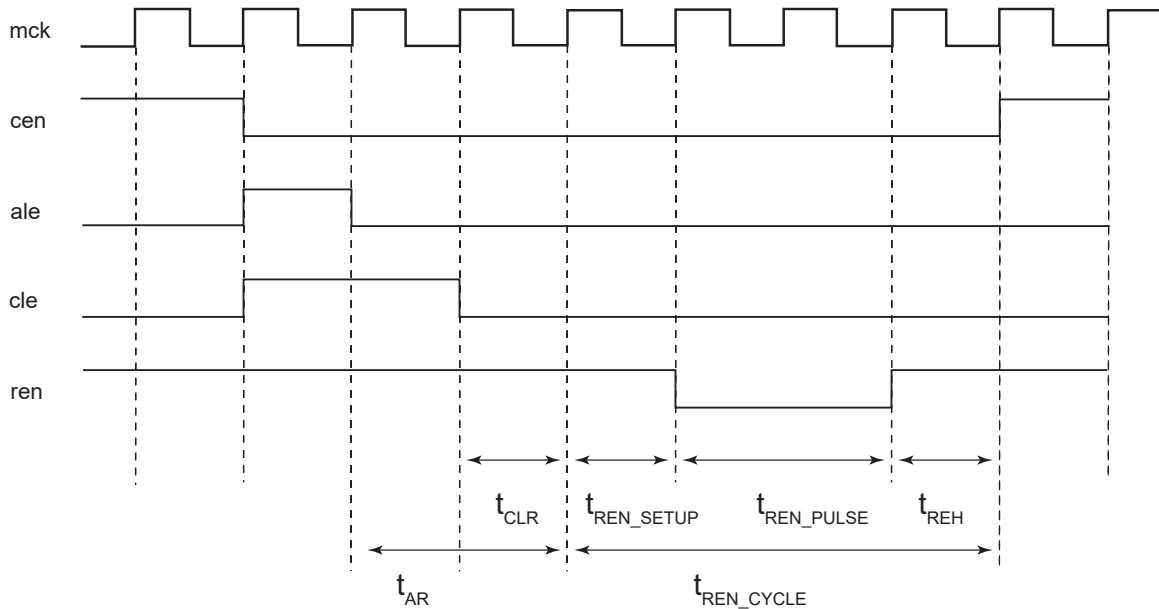 mck
cen
ale
cle
ren
tCLR
tREN_SETUP
tREN_PULSE
tREH
tAR
tREN_CYCLE